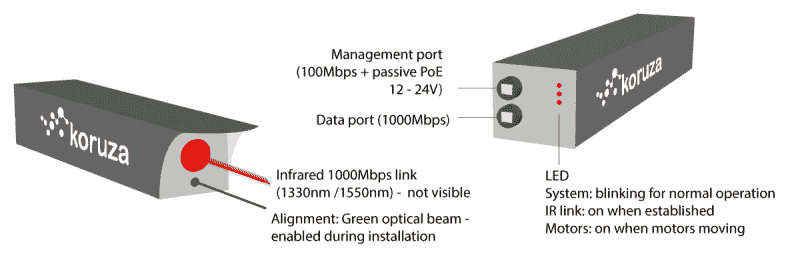 koruza
Infrared 1000Mbps link
(1330nm /1550nm) - not visible
Alignment: Green optical beam -
enabled during installation
Management port
(100Mbps + passive PoE
12 - 24V)
Data port (1000Mbps)
koruza
LED
System: blinking for normal operation
IR link: on when established
Motors: on when motors moving